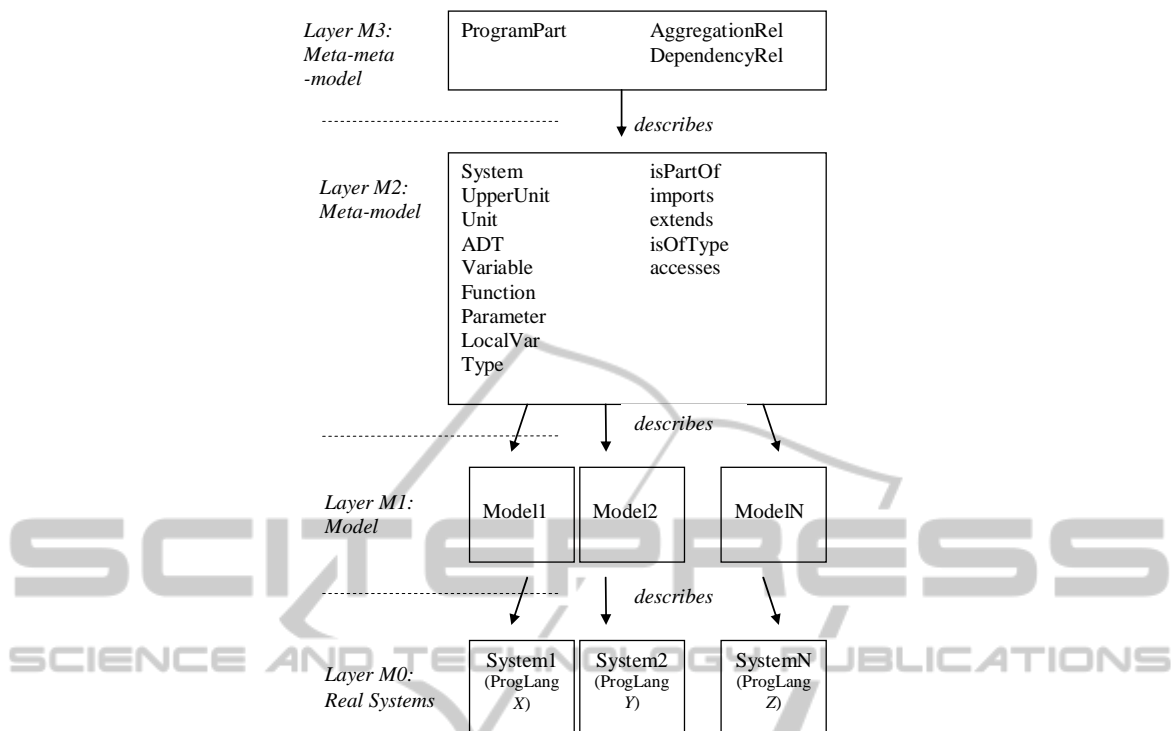 Layer M3:
Meta-meta
-model
ProgramPart
AggregationRel
DependencyRel
describes
Layer M2:
Meta-model
System
UpperUnit
Unit
ADT
Variable
Function
Parameter
LocalVar
Type
isPartOf
imports
extends
isOfType
accesses
describes
Layer M1:
Model
Model1
Model2
ModelN
SCITEPRESS
describes
SCIENCE AND TECHNOLOGY PUBLICATIONS
Layer M0:
Real Systems
System1
(ProgLang
X)
System2
(ProgLang
Y)
SystemN
(ProgLang
Z)